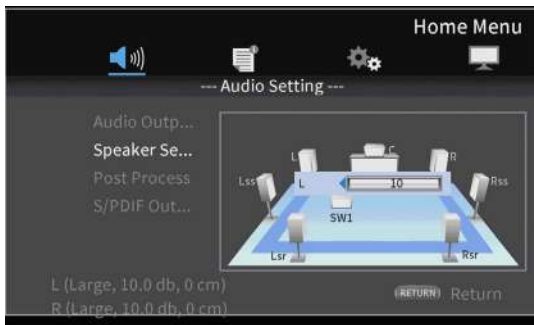 Home Menu
--- Audio Setting ---
Audio Outp...
Speaker Se...
Post Process
S/PDIF Out...
L C R
Lss L 10 Rss
SW1
Lsr Rsr
L (Large, 10.0 db, 0 cm)
R (Large, 10.0 db, 0 cm)
RETURN Return